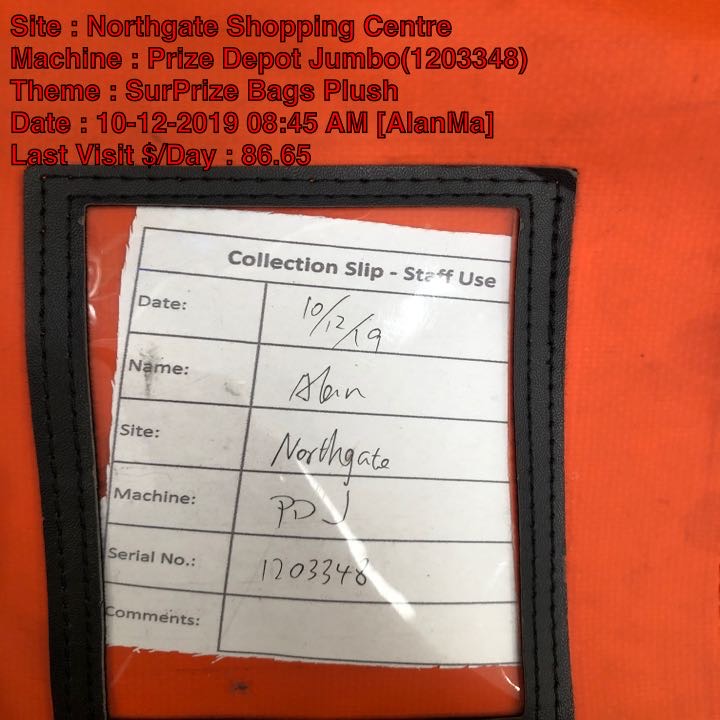 Site : Northgate Shopping Centre
Machine : Prize Depot Jumbo(1203348)
Theme : SurPrize Bags Plush
Date : 10-12-2019 08:45 AM [AlanMa]
Last Visit $/Day : 86.65
Collection Slip - Staff Use
Date: 10/12/19
Name: Alan
Site: Northgate
Machine: PDJ
Serial No.: 1203348
Comments: